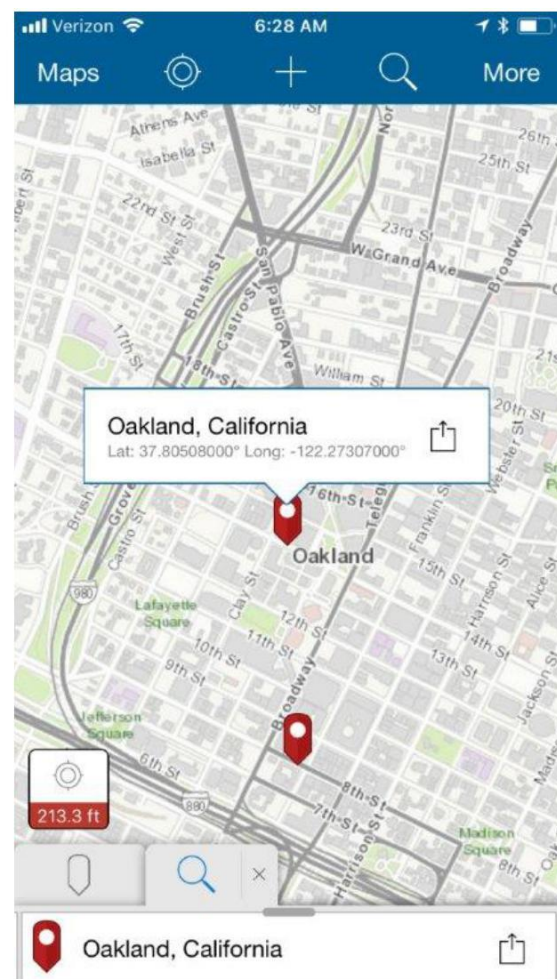 Verizon 6:28 AM
Maps More
Athens Ave
Isabella St
26th
25th St
22nd St
West St
23rd St
W Grand Ave
Broadway
Brush St
Castro St
San Pablo Ave
17th St
18th St
William St
20th St
Webster St
Oakland, California
Lat: 37.80508000° Long: -122.27307000°
16th St
Brush
Grove
Castro St
Franklin St
Oakland
15th St
Harrison St
Alice St
980
Lafayette Square
Clay St
12th St
11th St
10th St
9th St
14th St
13th St
Jackson St
Broadway
Jefferson Square
6th St
213.3 ft
880
8th St
7th St
Harrison St
Madison Square
8th St
Oak
Oakland, California